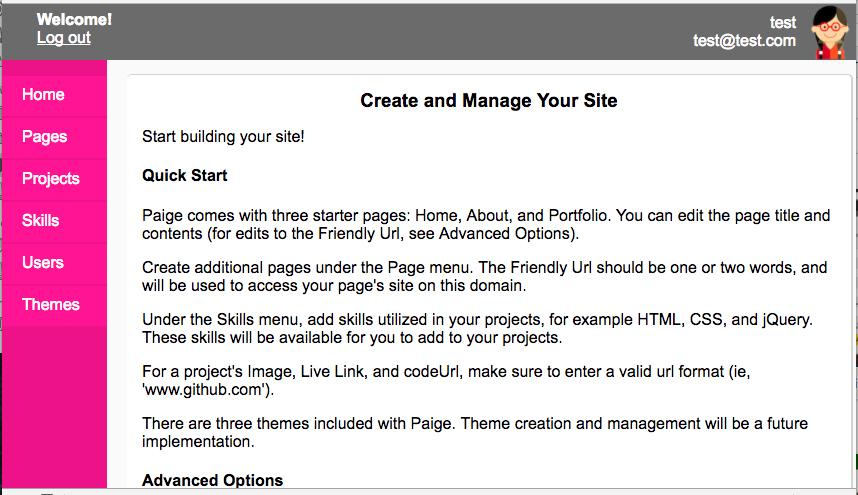 Welcome!
Log out
test
test@test.com
Home
Pages
Projects
Skills
Users
Themes
Create and Manage Your Site
Start building your site!
Quick Start
Paige comes with three starter pages: Home, About, and Portfolio. You can edit the page title and
contents (for edits to the Friendly Url, see Advanced Options).
Create additional pages under the Page menu. The Friendly Url should be one or two words, and
will be used to access your page's site on this domain.
Under the Skills menu, add skills utilized in your projects, for example HTML, CSS, and jQuery.
These skills will be available for you to add to your projects.
For a project's Image, Live Link, and codeUrl, make sure to enter a valid url format (ie,
'www.github.com').
There are three themes included with Paige. Theme creation and management will be a future
implementation.
Advanced Options